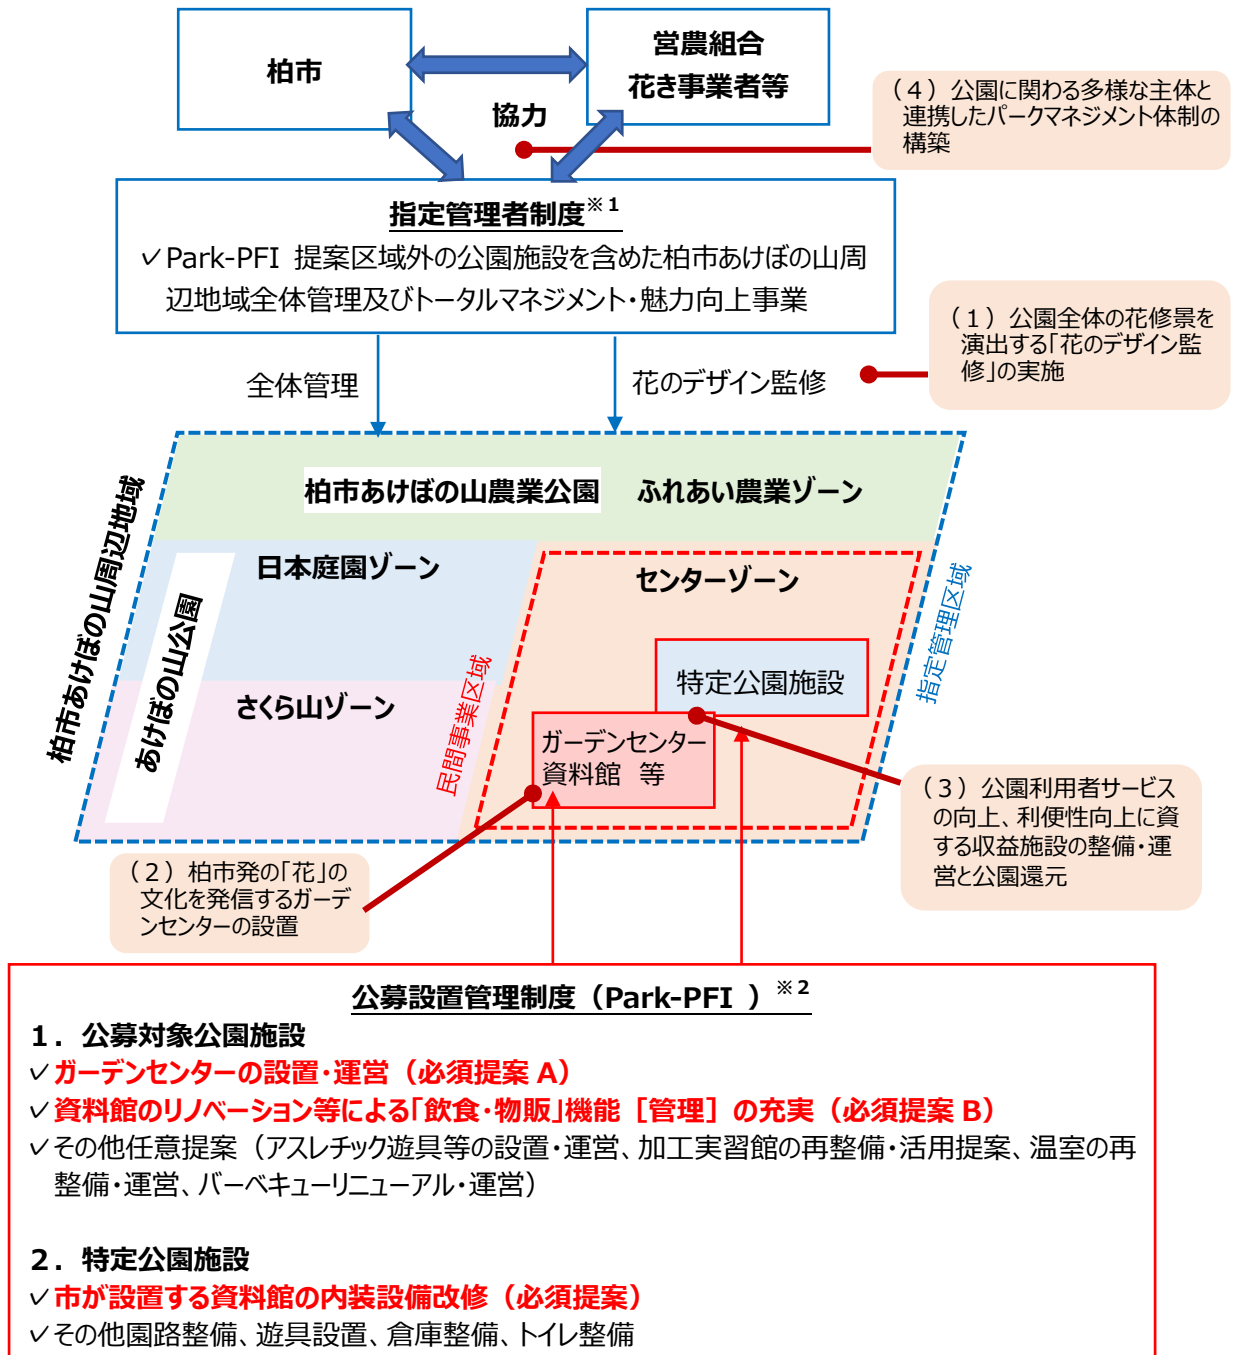 柏市
営農組合
花き事業者等
協力
（4）公園に関わる多様な主体と
連携したパークマネジメント体制の
構築
指定管理者制度※1
✓Park-PFI 提案区域外の公園施設を含めた柏市あけぼの山周
辺地域全体管理及びトータルマネジメント・魅力向上事業
（1）公園全体の花修景を
演出する「花のデザイン監
修」の実施
全体管理
花のデザイン監修
柏市あけぼの山周辺地域
柏市あけぼの山農業公園 ふれあい農業ゾーン
日本庭園ゾーン
センターゾーン
指定管理区域
あけぼの山公園
さくら山ゾーン
民間事業区域
特定公園施設
ガーデンセンター
資料館 等
（3）公園利用者サービス
の向上、利便性向上に資
する収益施設の整備・運
営と公園還元
（2）柏市発の「花」の
文化を発信するガーデ
ンセンターの設置
公募設置管理制度（Park-PFI ）※2
1．公募対象公園施設
✓ガーデンセンターの設置・運営（必須提案 A）
✓資料館のリノベーション等による「飲食・物販」機能［管理］の充実（必須提案 B）
✓その他任意提案（アスレチック遊具等の設置・運営、加工実習館の再整備・活用提案、温室の再
整備・運営、バーベキューリニューアル・運営）
2．特定公園施設
✓市が設置する資料館の内装設備改修（必須提案）
✓その他園路整備、遊具設置、倉庫整備、トイレ整備